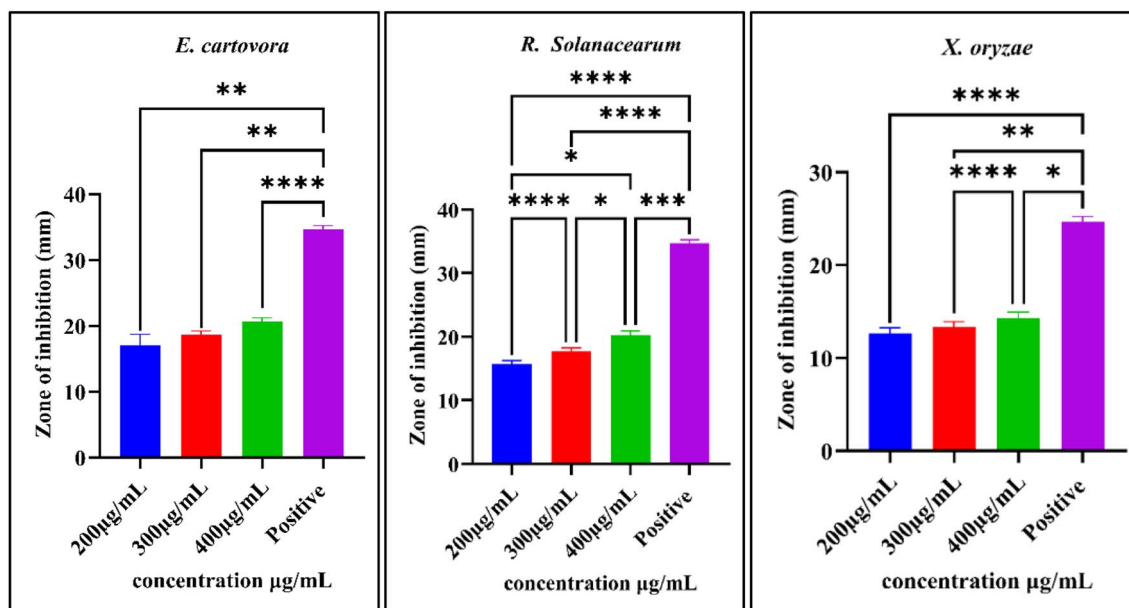 E. cartovora
**
**
****
Zone of inhibition (mm)
40
30
20
10
0
200µg/mL
300µg/mL
400µg/mL
Positive
concentration µg/mL
R. Solanacearum
****
****
*
**** * ***
Zone of inhibition (mm)
40
30
20
10
0
200µg/mL
300µg/mL
400µg/mL
Positive
concentration µg/mL
X. oryzae
****
**
**** *
Zone of inhibition (mm)
30
20
10
0
200µg/mL
300µg/mL
400µg/mL
Positive
concentration µg/mL